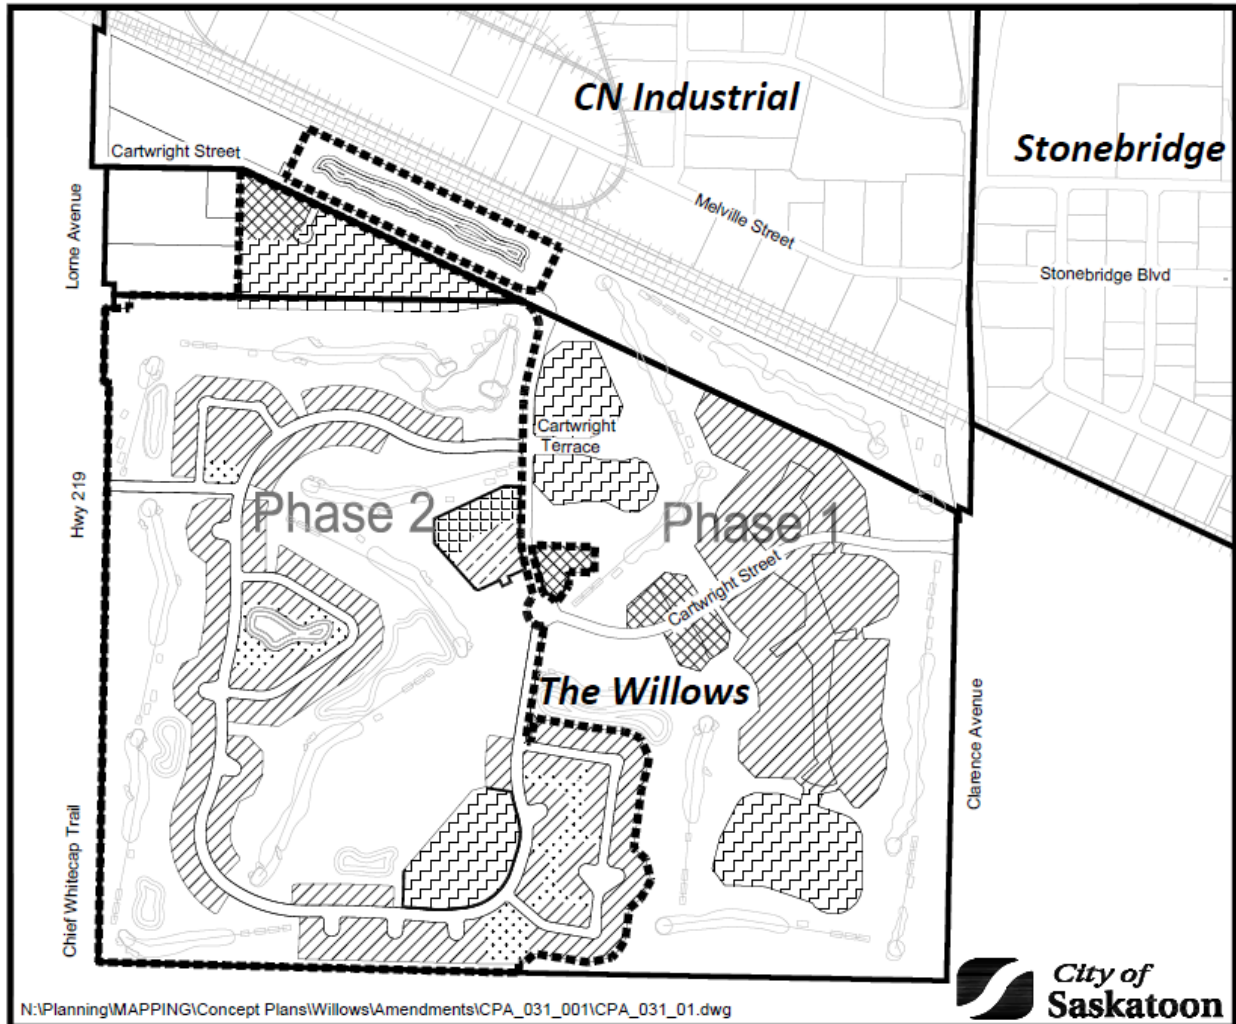 CN Industrial
Stonebridge
Cartwright Street
Lorne Avenue
Melville Street
Stonebridge Blvd
Cartwright
Terrace
Hwy 219
Phase 2
Phase 1
Cartwright Street
The Willows
Clarence Avenue
Chief Whitecap Trail
City of
Saskatoon
N:\Planning\MAPPING\Concept Plans\Willows\Amendments\CPA_031_001\CPA_031_01.dwg